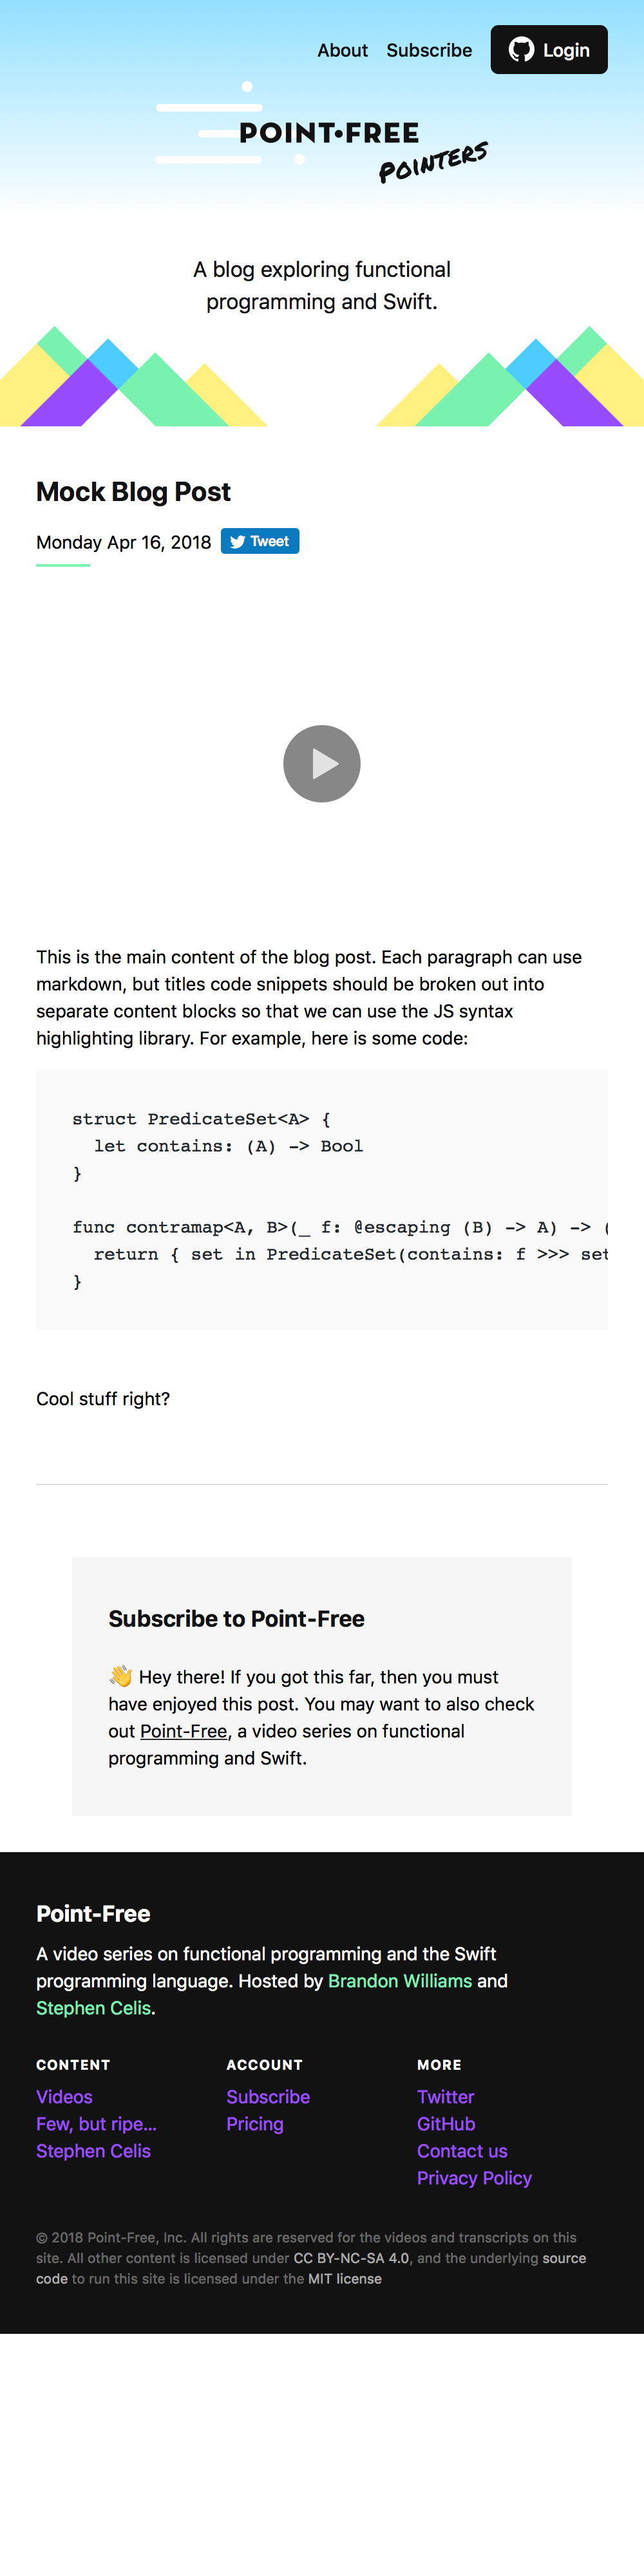 About Subscribe Login
POINT•FREE
POINTERS
A blog exploring functional
programming and Swift.
Mock Blog Post
Monday Apr 16, 2018 Tweet
This is the main content of the blog post. Each paragraph can use
markdown, but titles code snippets should be broken out into
separate content blocks so that we can use the JS syntax
highlighting library. For example, here is some code:
struct PredicateSet<A> {
  let contains: (A) -> Bool
}
func contramap<A, B>(_ f: @escaping (B) -> A) -> (
  return { set in PredicateSet(contains: f >>> set
}
Cool stuff right?
Subscribe to Point-Free
👋 Hey there! If you got this far, then you must
have enjoyed this post. You may want to also check
out Point-Free, a video series on functional
programming and Swift.
Point-Free
A video series on functional programming and the Swift
programming language. Hosted by Brandon Williams and
Stephen Celis.
CONTENT
Videos
Few, but ripe...
Stephen Celis
ACCOUNT
Subscribe
Pricing
MORE
Twitter
GitHub
Contact us
Privacy Policy
© 2018 Point-Free, Inc. All rights are reserved for the videos and transcripts on this
site. All other content is licensed under CC BY-NC-SA 4.0, and the underlying source
code to run this site is licensed under the MIT license